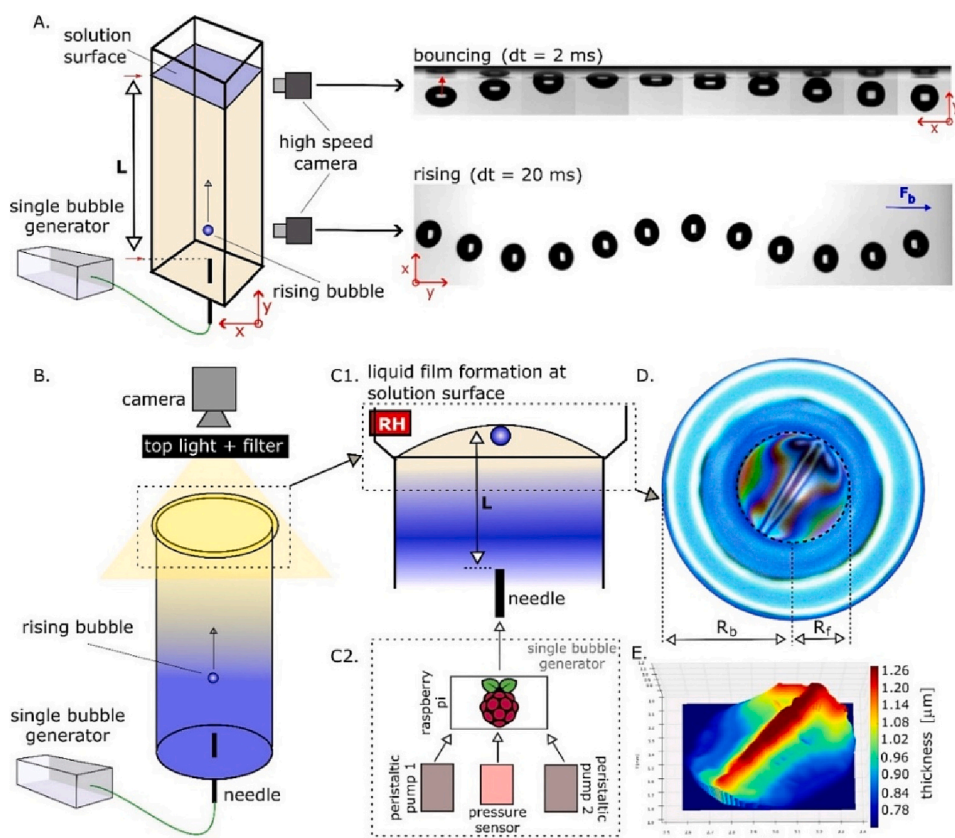 A.
solution
surface
L
single bubble
generator
high speed
camera
rising bubble
y
x
bouncing (dt = 2 ms)
y
x
rising (dt = 20 ms)
F_b
x
y
B.
camera
top light + filter
rising bubble
single bubble
generator
needle
C1.
liquid film formation at
solution surface
RH
L
needle
C2.
single bubble
generator
raspberry
pi
peristaltic
pump 1
pressure
sensor
peristaltic
pump 2
D.
R_b
R_f
E.
1.26
1.20
1.14
1.08
1.02
0.96
0.90
0.84
0.78
thickness [μm]